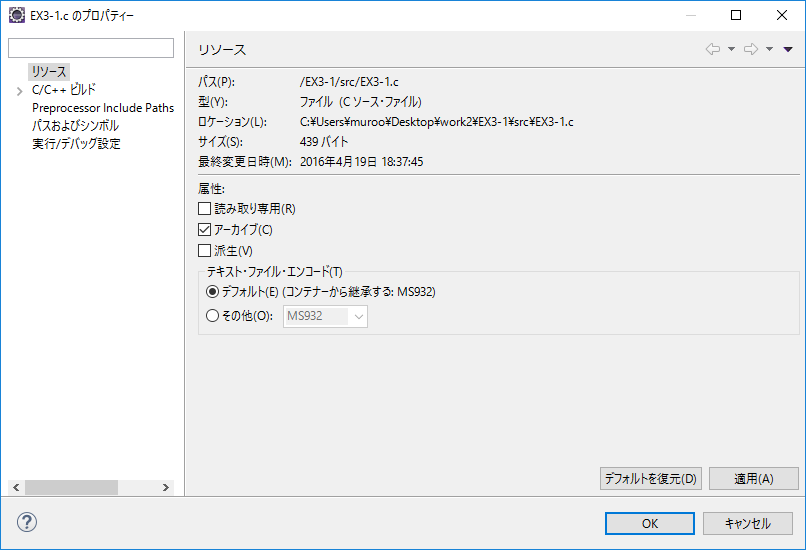 EX3-1.c のプロパティー
リソース
C/C++ ビルド
Preprocessor Include Paths
パスおよびシンボル
実行/デバッグ設定
リソース
パス(P): /EX3-1/src/EX3-1.c
型(Y): ファイル (C ソース・ファイル)
ロケーション(L): C:¥Users¥muroo¥Desktop¥work2¥EX3-1¥src¥EX3-1.c
サイズ(S): 439 バイト
最終変更日時(M): 2016年4月19日 18:37:45
属性:
読み取り専用(R)
アーカイブ(C)
派生(V)
テキスト・ファイル・エンコード(T)
デフォルト(E) (コンテナーから継承する: MS932)
その他(O): MS932
デフォルトを復元(D) 適用(A)
? OK キャンセル